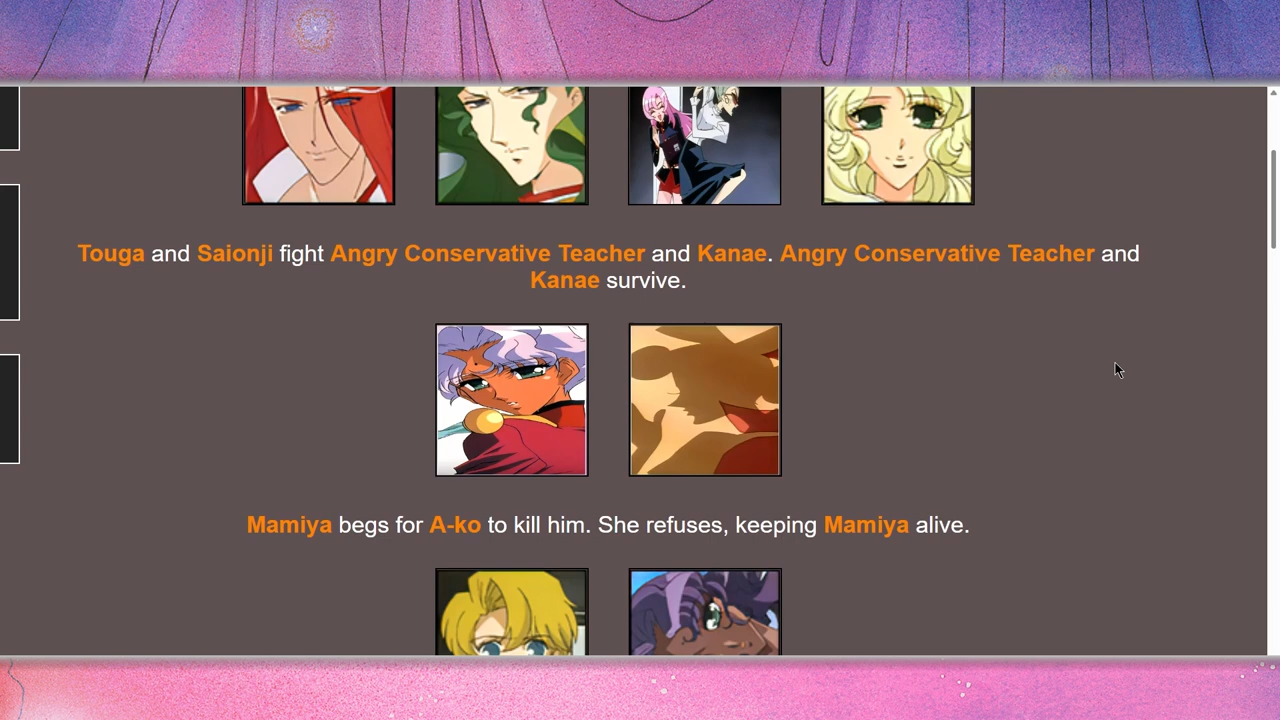 Touga and Saionji fight Angry Conservative Teacher and Kanae. Angry Conservative Teacher and
Kanae survive.
Mamiya begs for A-ko to kill him. She refuses, keeping Mamiya alive.